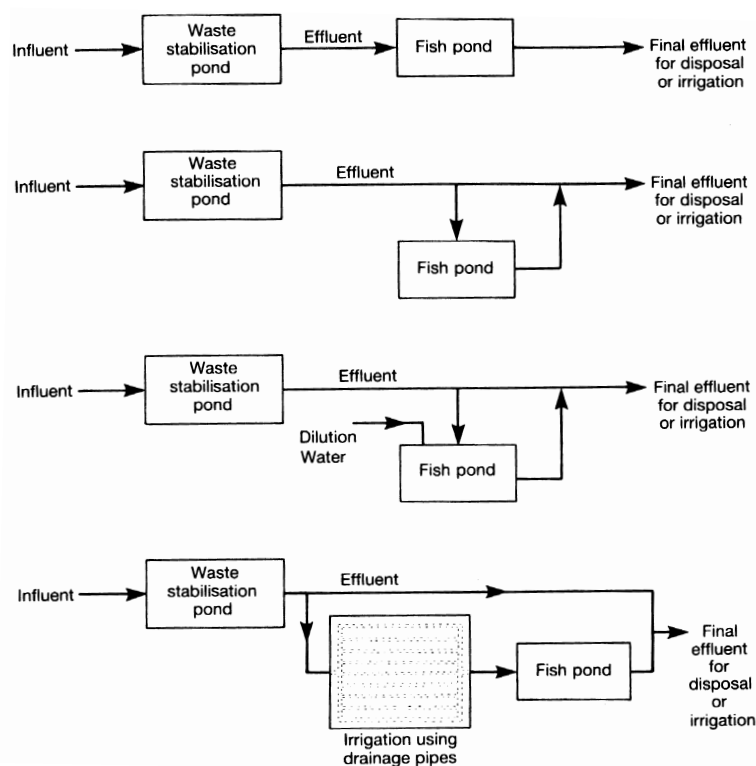 Influent
Waste
stabilisation
pond
Effluent
Fish pond
Final effluent
for disposal
or irrigation
Influent
Waste
stabilisation
pond
Effluent
Fish pond
Final effluent
for disposal
or irrigation
Influent
Waste
stabilisation
pond
Effluent
Dilution
Water
Fish pond
Final effluent
for disposal
or irrigation
Influent
Waste
stabilisation
pond
Effluent
Irrigation using
drainage pipes
Fish pond
Final
effluent
for
disposal
or
irrigation